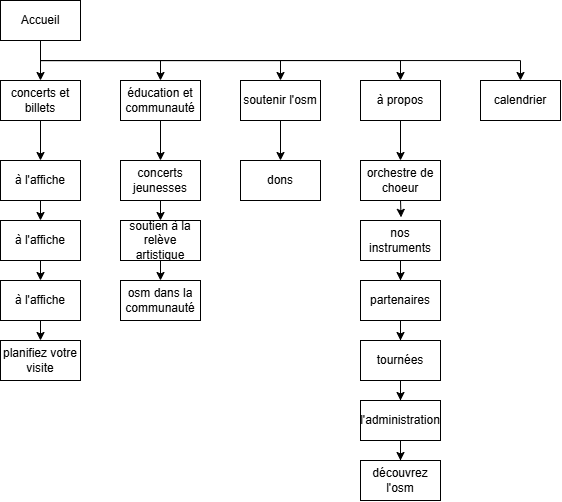 Accueil
concerts et
billets
éducation et
communauté
soutenir l'osm
à propos
calendrier
à l'affiche
concerts
jeunesses
dons
orchestre de
choeur
à l'affiche
soutien à la
relève
artistique
nos
instruments
à l'affiche
osm dans la
communauté
partenaires
planifiez votre
visite
tournées
l'administration
découvrez
l'osm